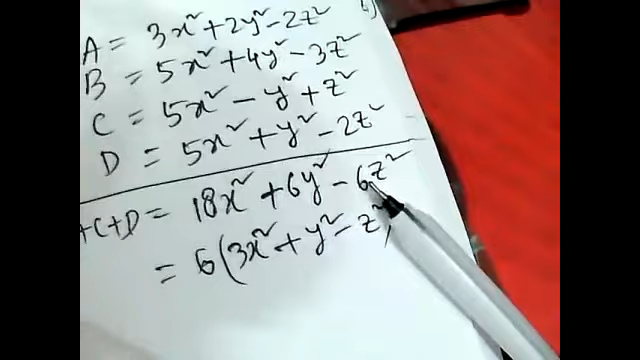 A = 3x² + 2y² - 2z²
B = 5x² + 4y² - 3z²
C = 5x² - y² + z²
D = 5x² + y² - 2z²
+C+D = 18x² + 6y² - 6z²
= 6(3x² + y² - z²)